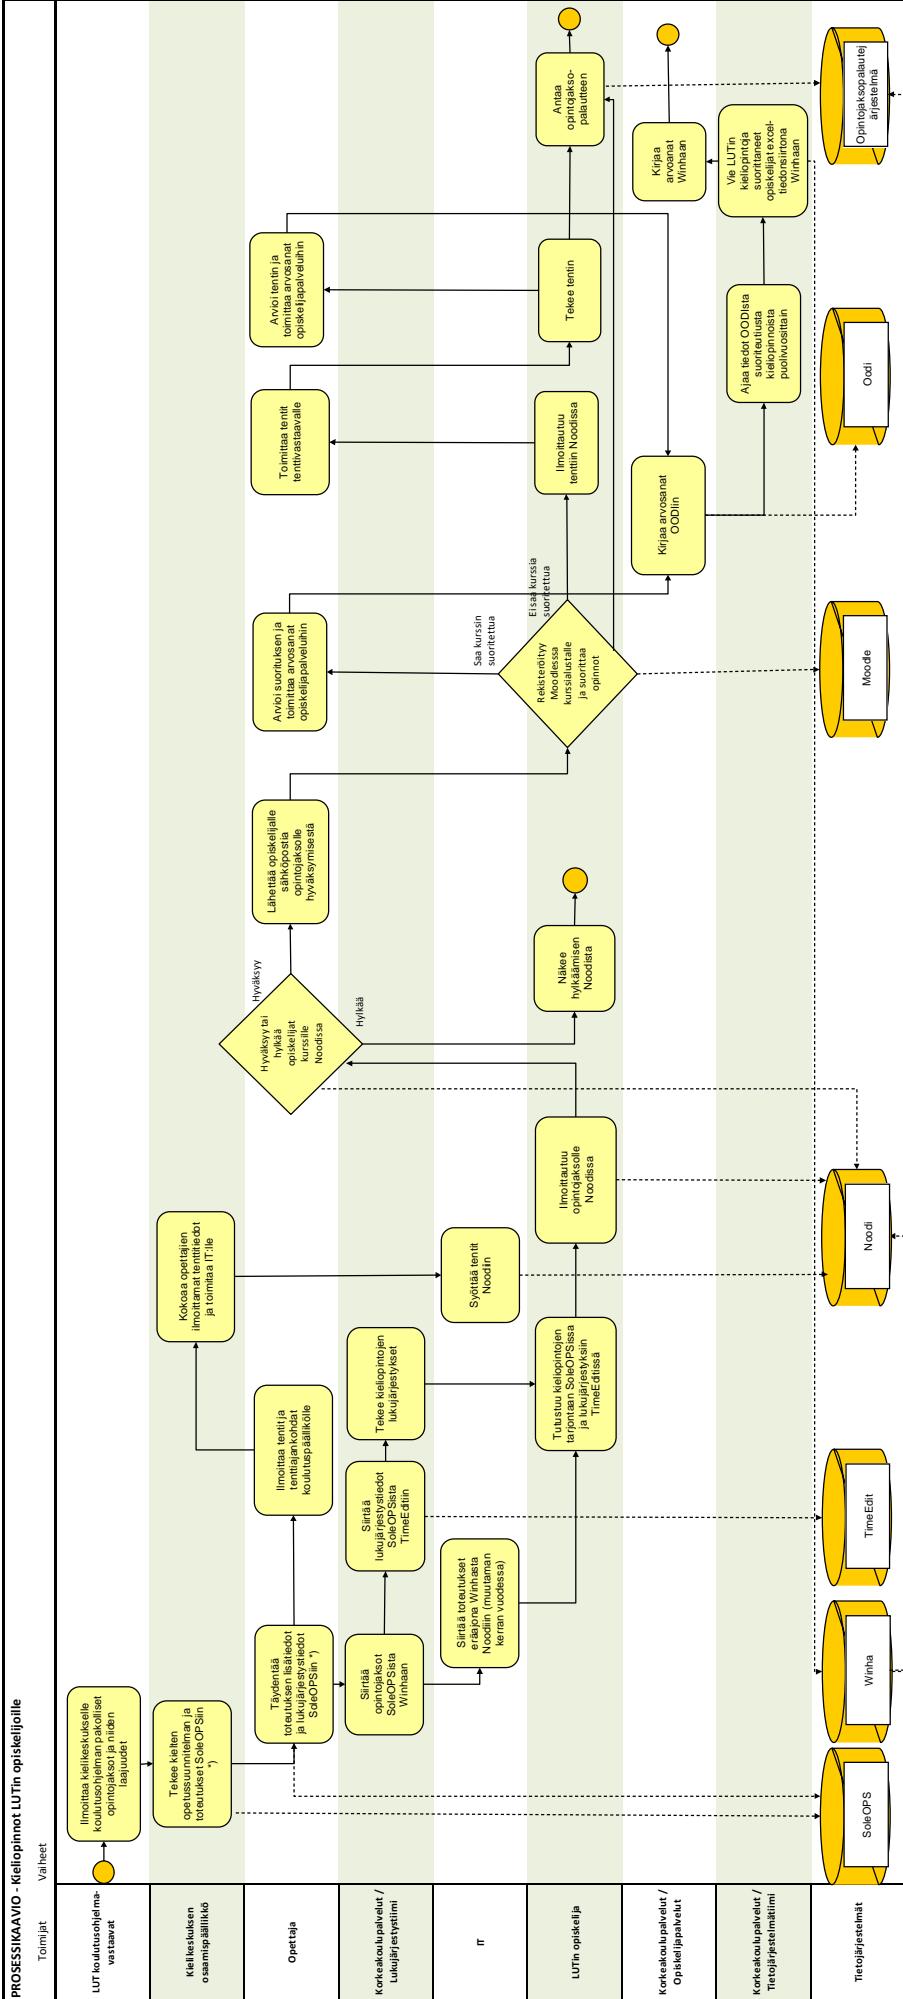 PROSESSIKAAVIO - Kieliopinnot LUTin opiskelijoille
Toimijat
Vaiheet
LUT koulutusohjelma-
vastaavat
Ilmoittaa kielikeskukselle
koulutusohjelman pakolliset
opintojaksot ja niiden
laajuudet
Kielikeskuksen
osaamispäällikkö
Tekee kielten
opetussuunnitelman ja
toteutukset SoleOPSiin
*)
Kokoaa opettajien
ilmoittamat tenttitiedot
ja toimitaa IT:lle
Opettaja
Täydentää
toteutuksen lisätiedot
ja lukujärjestystiedot
SoleOPSiin *)
Ilmoittaa tentit ja
tenttiajankohdat
koulutuspäällikölle
Hyväksyy tai
hylkää
opiskelijat
kurssille
Noodissa
Hyväksyy
Hylkää
Lähettää opiskelijalle
sähköpostia
opintojaksolle
hyväksymisestä
Arvioi suorituksen ja
toimittaa arvosanat
opiskelijapalveluihin
Toimittaa tentit
tenttivastaavalle
Arvioi tentin ja
toimittaa arvosanat
opiskelijapalveluihin
Korkeakoulupalvelut /
Lukujärjestystiimi
Siirtää
opintojaksot
SoleOPSista
Winhaan
Siirtää
lukujärjestystiedot
SoleOPSista
TimeEditiin
Tekee kieliopintojen
lukujärjestykset
IT
Siirtää toteutukset
eräajona Winhasta
Noodiin (muutaman
kerran vuodessa)
Syöttää tentit
Noodiin
LUTin opiskelija
Tutustuu kieliopintojen
tarjontaan SoleOPSissa
ja lukujärjestyksiin
TimeEditissä
Ilmoittautuu
opintojaksolle
Noodissa
Näkee
hylkäämisen
Noodista
Rekisteröityy
Moodlesssa
kurssialustalle
ja suorittaa
opinnot
Saa kurssin
suoritettua
Ei saa kurssia
suoritettua
Ilmoittautuu
tenttiin Noodissa
Tekee tentin
Antaa
opintojakso-
palautteen
Korkeakoulupalvelut /
Opiskelijapalvelut
Kirjaa arvosanat
OODIin
Kirjaa
arvoanat
Winhaan
Korkeakoulupalvelut /
Tietojärjestelmätiimi
Ajaa tiedot OODIsta
suoriteutiusta
kieliopinnoista
puolivuosittain
Vie LUTin
kieliopintoja
suorittaneet
opiskelijat excel-
tiedonsiirtona
Winhaan
Tietojärjestelmät
SoleOPS
Winha
TimeEdit
Noodi
Moodle
Oodi
Opintojaksopalautej
ärjestelmä